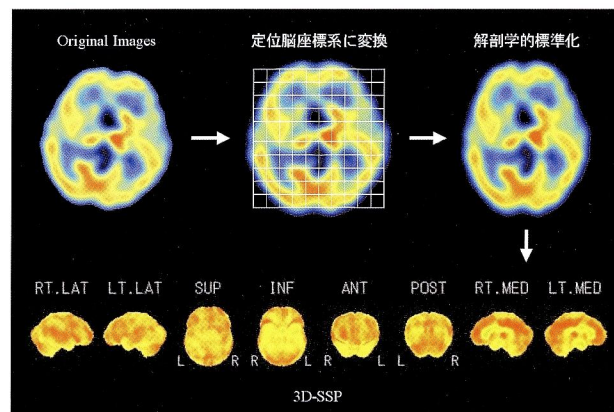 Original Images
定位脳座標系に変換
解剖学的標準化
RT.LAT LT.LAT SUP INF ANT POST RT.MED LT.MED
L R R L R L L R
3D-SSP